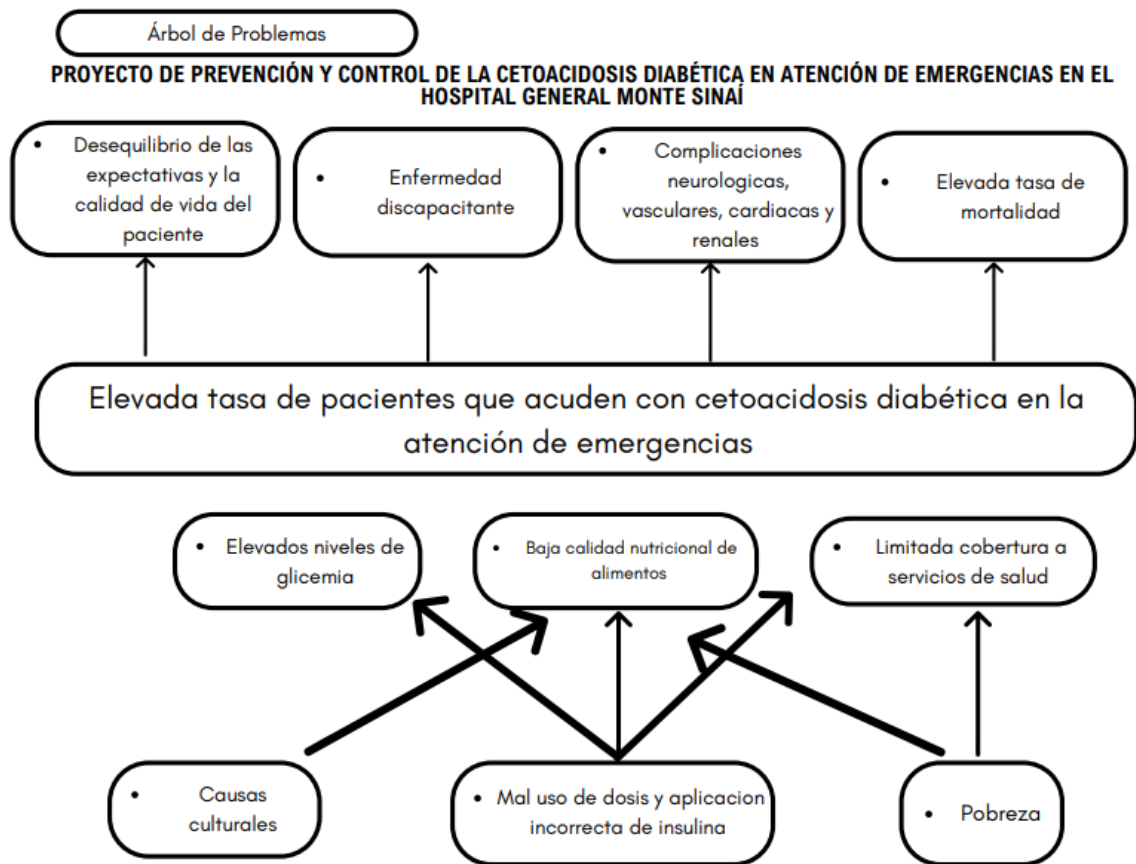 Árbol de Problemas
PROYECTO DE PREVENCIÓN Y CONTROL DE LA CETOACIDOSIS DIABÉTICA EN ATENCIÓN DE EMERGENCIAS EN EL
HOSPITAL GENERAL MONTE SINAÍ
• Desequilibrio de las
expectativas y la
calidad de vida del
paciente
• Enfermedad
discapacitante
• Complicaciones
neurologicas,
vasculares, cardiacas y
renales
• Elevada tasa de
mortalidad
Elevada tasa de pacientes que acuden con cetoacidosis diabética en la
atención de emergencias
• Elevados niveles de
glicemia
• Baja calidad nutricional de
alimentos
• Limitada cobertura a
servicios de salud
• Causas
culturales
• Mal uso de dosis y aplicacion
incorrecta de insulina
• Pobreza